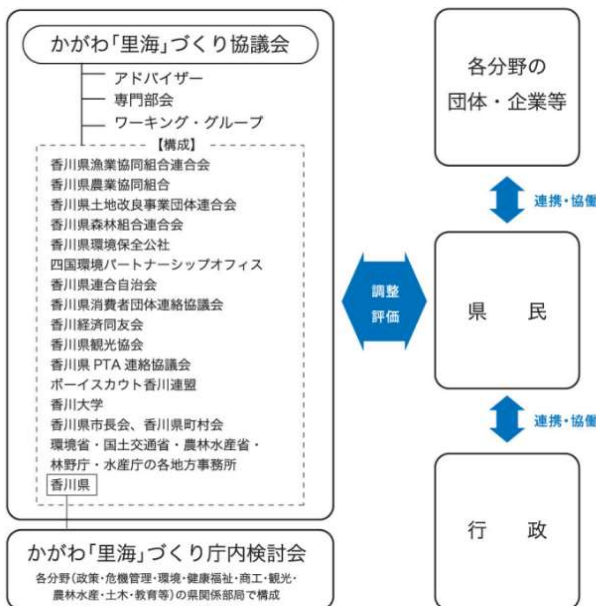 かがわ「里海」づくり協議会
アドバイザー
専門部会
ワーキング・グループ
【構成】
香川県漁業協同組合連合会
香川県農業協同組合
香川県土地改良事業団体連合会
香川県森林組合連合会
香川県環境保全公社
四国環境パートナーシップオフィス
香川県連合自治会
香川県消費者団体連絡協議会
香川経済同友会
香川県観光協会
香川県 PTA 連絡協議会
ボーイスカウト香川連盟
香川大学
香川県市長会、香川県町村会
環境省・国土交通省・農林水産省・
林野庁・水産庁の各地方事務所
香川県
かがわ「里海」づくり庁内検討会
各分野(政策・危機管理・環境・健康福祉・商工・観光・
農林水産・土木・教育等)の県関係部局で構成
調整
評価
各分野の
団体・企業等
連携・協働
県 民
連携・協働
行 政